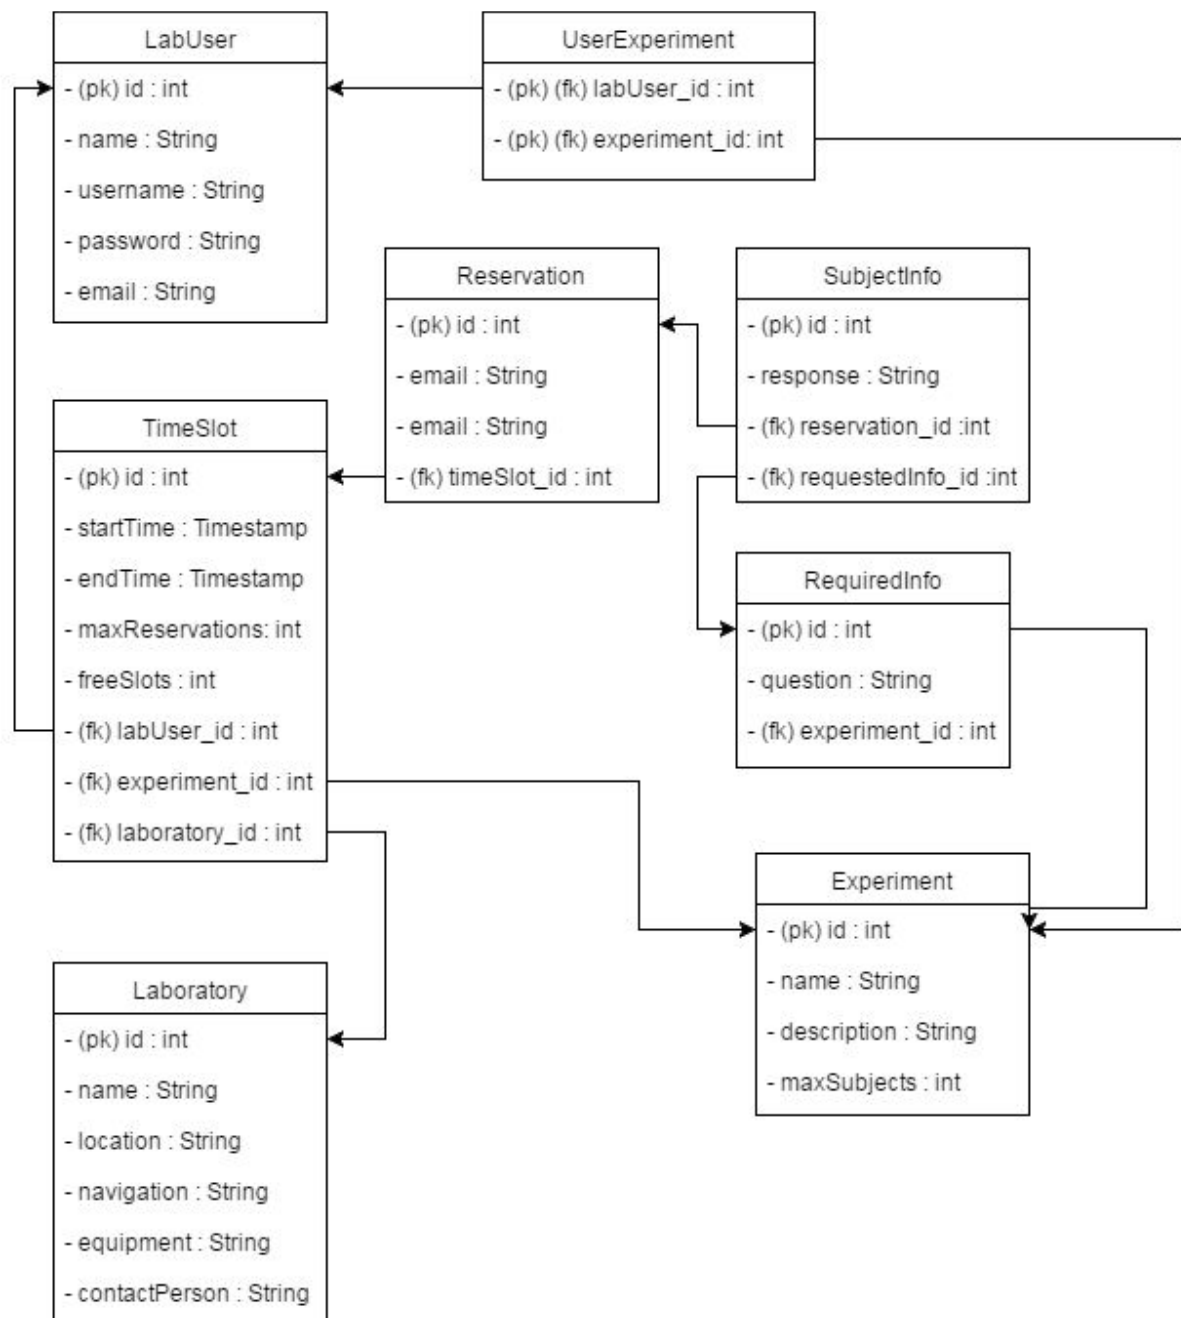 LabUser
- (pk) id : int
- name : String
- username : String
- password : String
- email : String
UserExperiment
- (pk) (fk) labUser_id : int
- (pk) (fk) experiment_id: int
Reservation
- (pk) id : int
- email : String
- email : String
- (fk) timeSlot_id : int
SubjectInfo
- (pk) id : int
- response : String
- (fk) reservation_id :int
- (fk) requestedInfo_id :int
TimeSlot
- (pk) id : int
- startTime : Timestamp
- endTime : Timestamp
- maxReservations: int
- freeSlots : int
- (fk) labUser_id : int
- (fk) experiment_id : int
- (fk) laboratory_id : int
RequiredInfo
- (pk) id : int
- question : String
- (fk) experiment_id : int
Experiment
- (pk) id : int
- name : String
- description : String
- maxSubjects : int
Laboratory
- (pk) id : int
- name : String
- location : String
- navigation : String
- equipment : String
- contactPerson : String